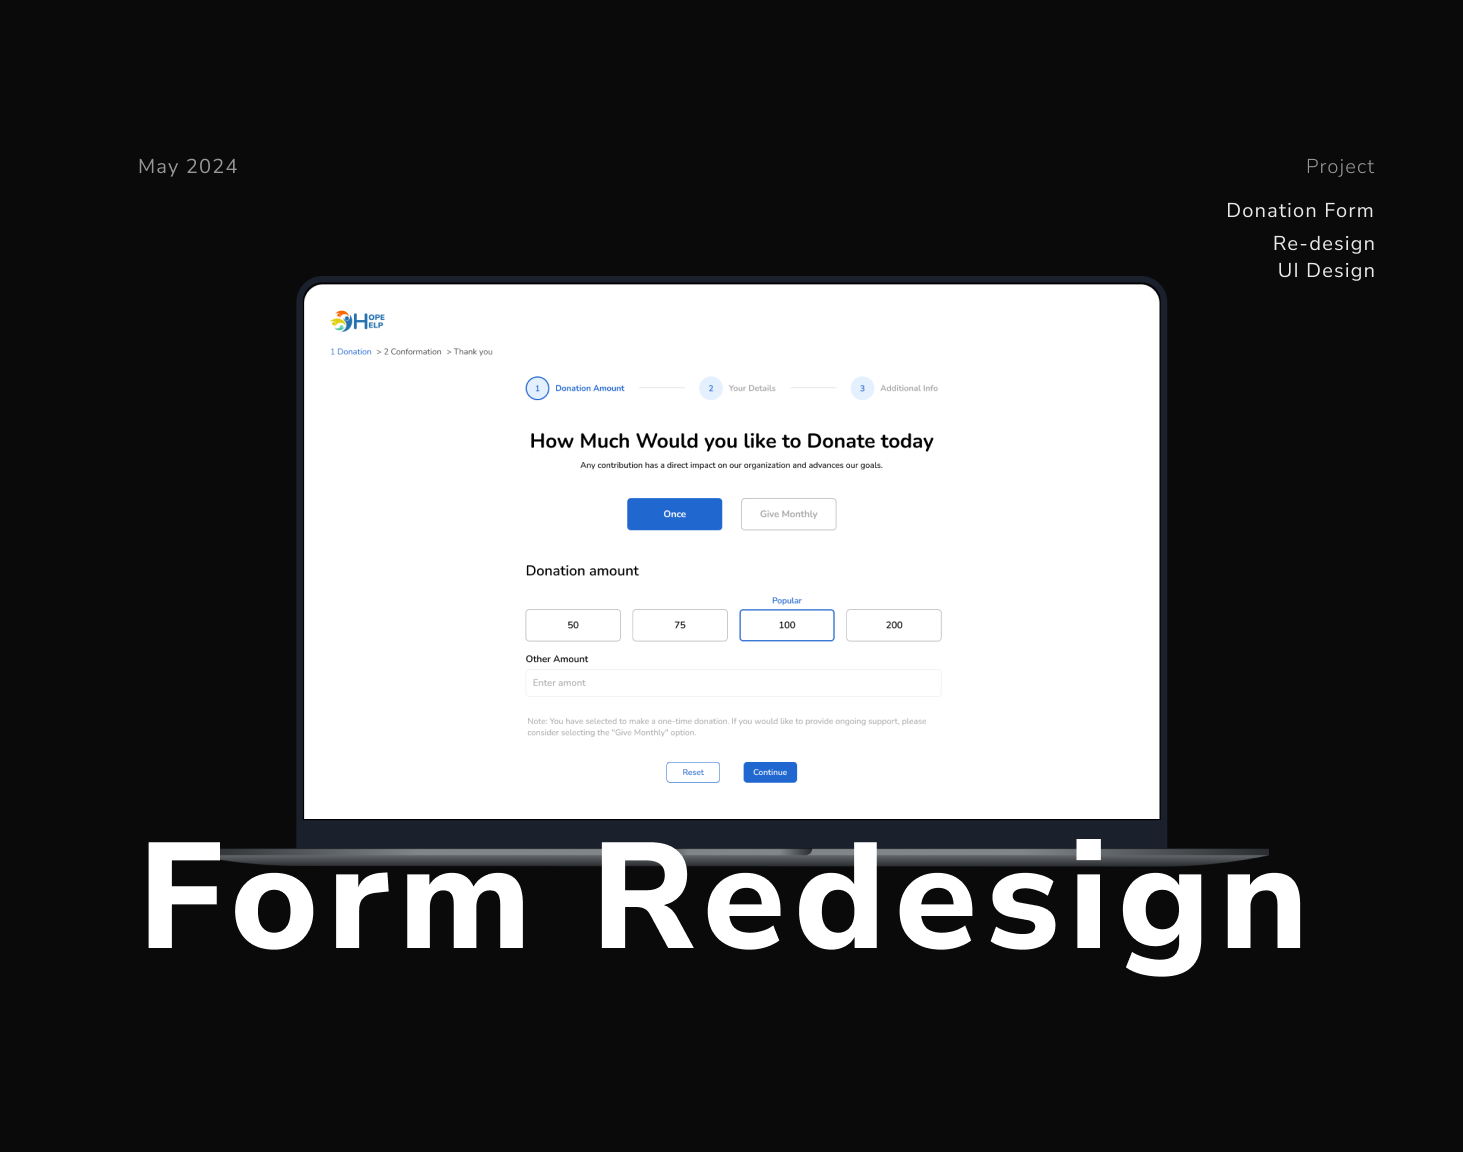 May 2024
Project
Donation Form
Re-design
UI Design
HOPE
HELP
1 Donation > 2 Conformation > Thank you
1 Donation Amount 2 Your Details 3 Additional Info
How Much Would you like to Donate today
Any contribution has a direct impact on our organization and advances our goals.
Once Give Monthly
Donation amount
Popular
50 75 100 200
Other Amount
Enter amont
Note: You have selected to make a one-time donation. If you would like to provide ongoing support, please
consider selecting the "Give Monthly" option.
Reset Continue
Form Redesign